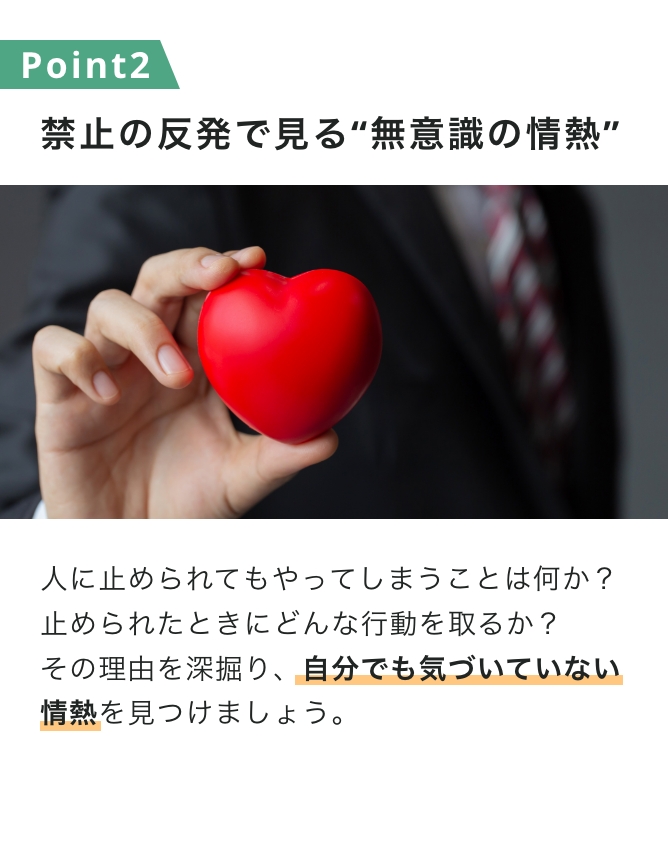 Point2
禁止の反発で見る“無意識の情熱”
人に止められてもやってしまうことは何か？
止められたときにどんな行動を取るか？
その理由を深掘り、自分でも気づいていない
情熱を見つけましょう。